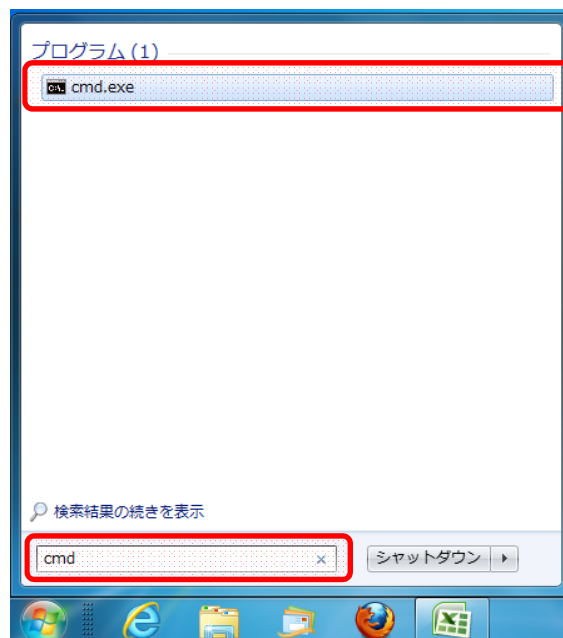 プログラム (1)
cmd.exe
検索結果の続きを表示
cmd
シャットダウン